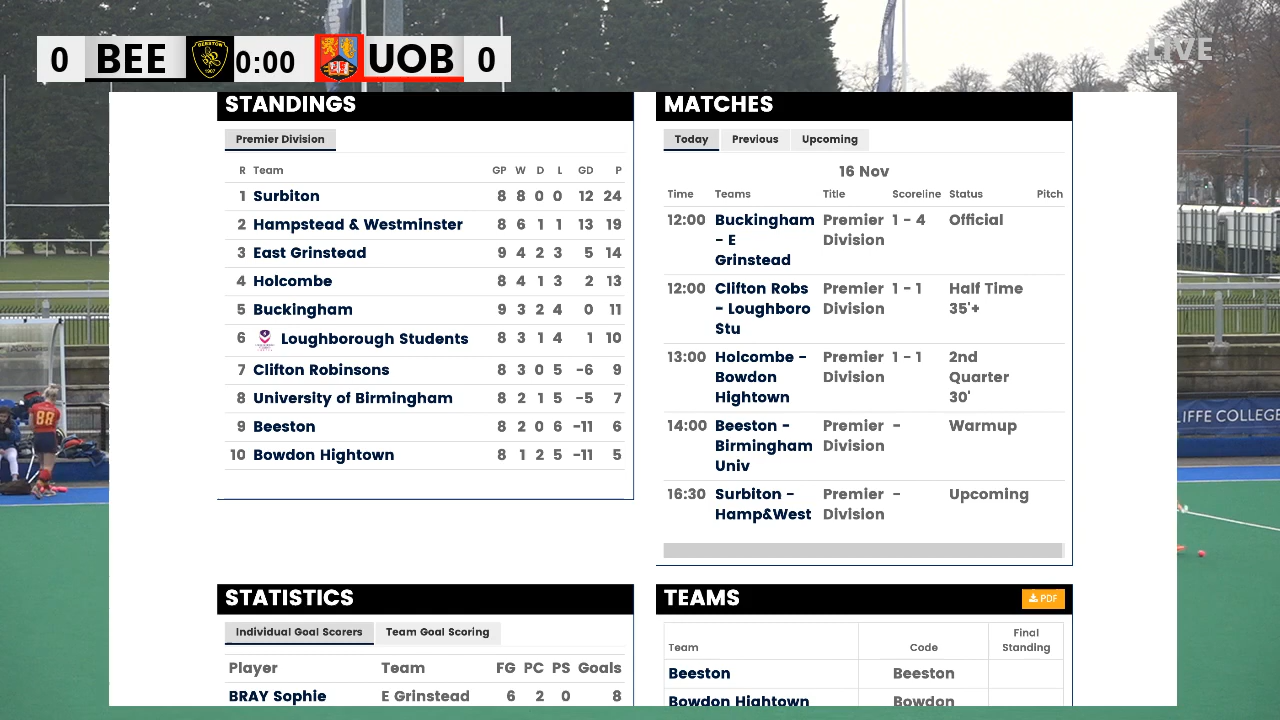 0 BEE BEESTON 1907 0:00 UOB 0
LIVE
STANDINGS
Premier Division
R Team GP W D L GD P
1 Surbiton 8 8 0 0 12 24
2 Hampstead & Westminster 8 6 1 1 13 19
3 East Grinstead 9 4 2 3 5 14
4 Holcombe 8 4 1 3 2 13
5 Buckingham 9 3 2 4 0 11
6 Loughborough Students 8 3 1 4 1 10
7 Clifton Robinsons 8 3 0 5 -6 9
8 University of Birmingham 8 2 1 5 -5 7
9 Beeston 8 2 0 6 -11 6
10 Bowdon Hightown 8 1 2 5 -11 5
MATCHES
Today Previous Upcoming
16 Nov
Time Teams Title Scoreline Status Pitch
12:00 Buckingham Premier 1 - 4 Official
- E Division
Grinstead
12:00 Clifton Robs Premier 1 - 1 Half Time
- Loughboro Division 35'+
Stu
13:00 Holcombe - Premier 1 - 1 2nd
Bowdon Division Quarter
Hightown 30'
14:00 Beeston - Premier - Warmup
Birmingham Division
Univ
16:30 Surbiton - Premier - Upcoming
Hamp&West Division
STATISTICS
Individual Goal Scorers Team Goal Scoring
Player Team FG PC PS Goals
BRAY Sophie E Grinstead 6 2 0 8
TEAMS PDF
Team Code Final
Standing
Beeston Beeston
Bowdon Hightown Bowdon
88
LIFFE COLLEGE